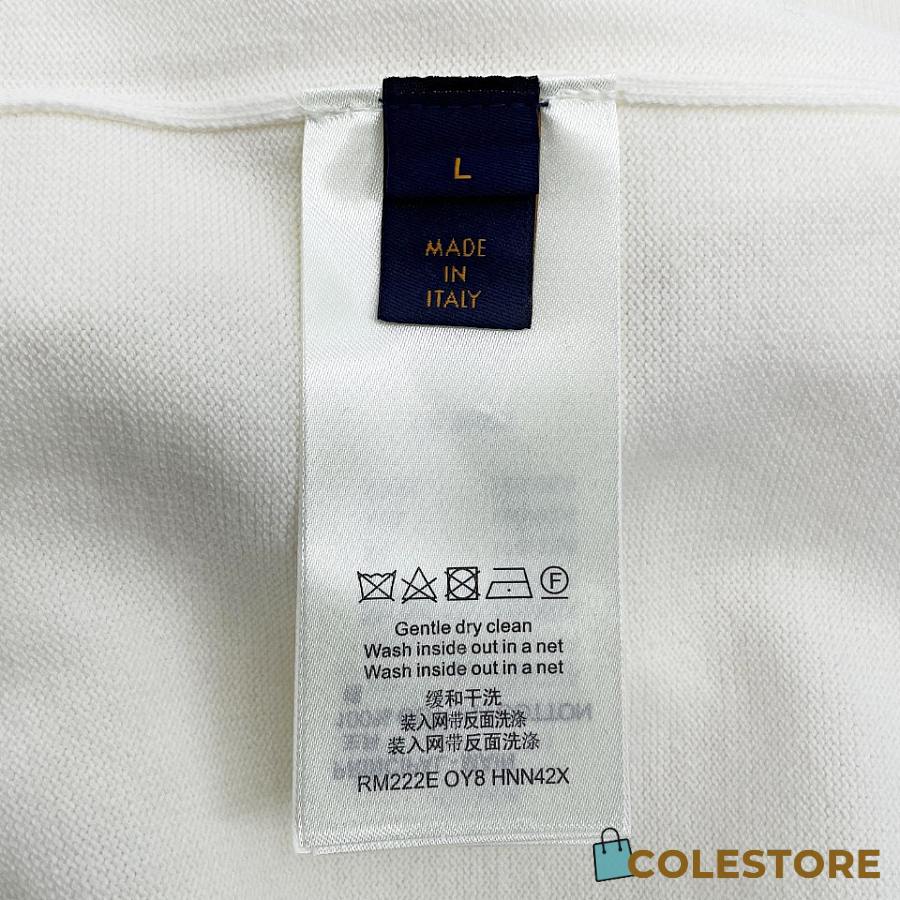 L
MADE
IN
ITALY
F
Gentle dry clean
Wash inside out in a net
Wash inside out in a net
缓和干洗
装入网带反面洗涤
装入网带反面洗涤
RM222E OY8 HNN42X
COLESTORE